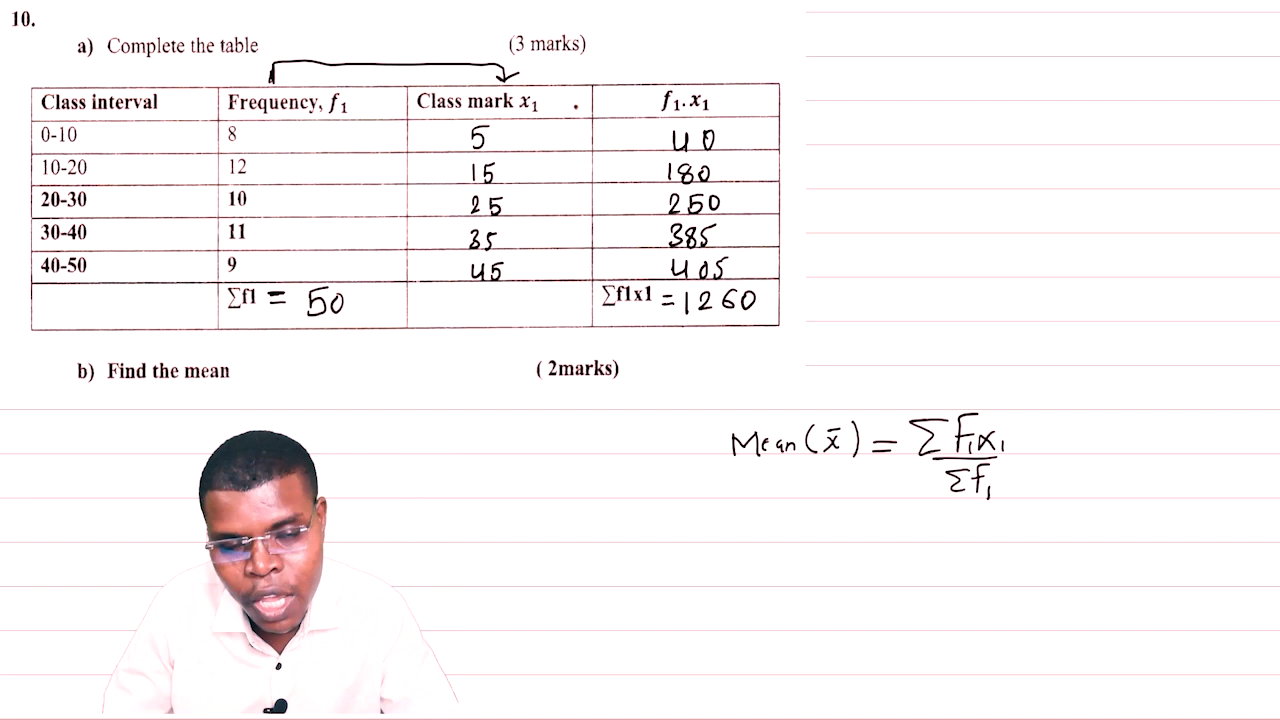 10.
a) Complete the table (3 marks)
Class interval Frequency, f₁ Class mark x₁ . f₁.x₁
0-10 8 5 40
10-20 12 15 180
20-30 10 25 250
30-40 11 35 385
40-50 9 45 405
∑f1 = 50 ∑f1x1 = 1260
b) Find the mean ( 2marks)
Mean (x̄) = ∑F₁x₁
∑f₁